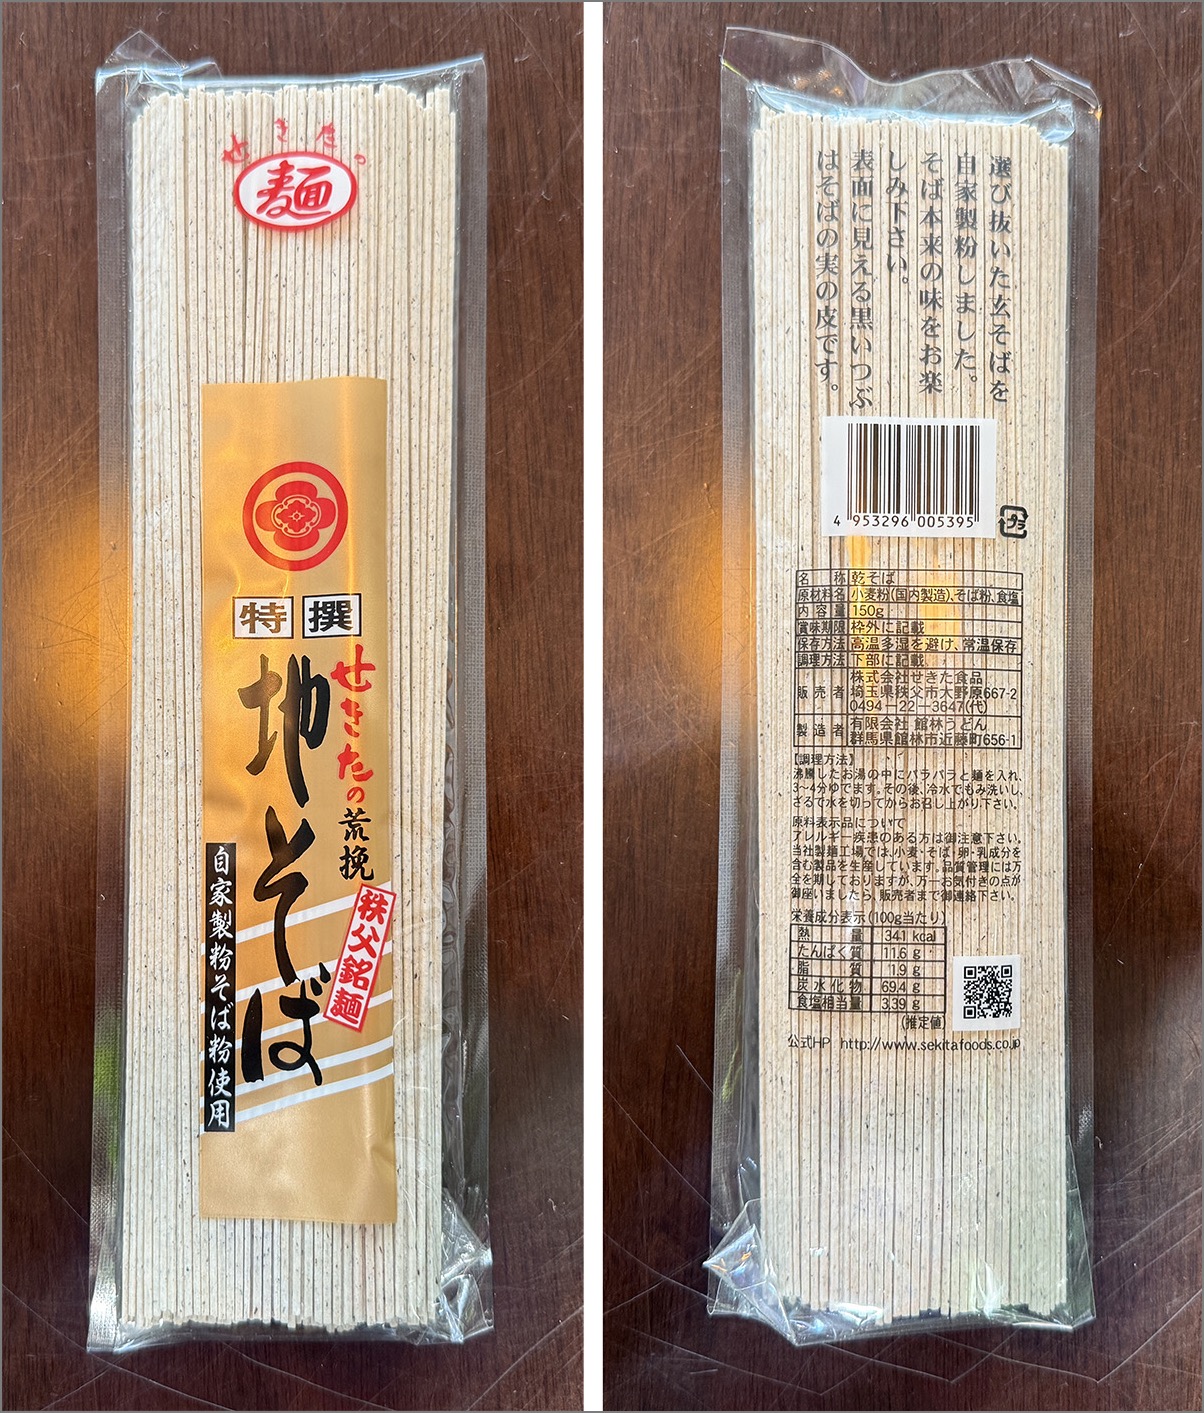 せきたの
麺
特撰
せきたの荒挽
地そば
秩父銘麺
自家製粉そば粉使用
選び抜いた玄そばを
自家製粉しました。
そば本来の味をお楽
しみ下さい。
表面に見える黒いつぶ
はそばの実の皮です。
4 953296 005395
プラ
名称 乾そば
原材料名 小麦粉(国内製造)、そば粉、食塩
内容量 150g
賞味期限 枠外に記載
保存方法 高温多湿を避け、常温保存
調理方法 下部に記載
販売者 株式会社せきた食品
埼玉県秩父市大野原667-2
0494-22-3647(代)
製造者 有限会社 館林うどん
群馬県館林市近藤町656-1
【調理方法】
沸騰したお湯の中にパラパラと麺を入れ、
3~4分ゆでます。その後、冷水でもみ洗いし、
ざるで水を切ってからお召し上がり下さい。
原料表示品について
アレルギー疾患のある方は御注意下さい。
当社製麺工場では、小麦・そば・卵・乳成分を
含む製品を生産しています。品質管理には万
全を期しておりますが、万一お気付きの点が
御座いましたら、販売者まで御連絡下さい。
栄養成分表示(100g当たり)
熱量 341 kcal
たんぱく質 11.6 g
脂質 1.9 g
炭水化物 69.4 g
食塩相当量 3.39 g
(推定値)
公式HP http://www.sekitafoods.co.jp